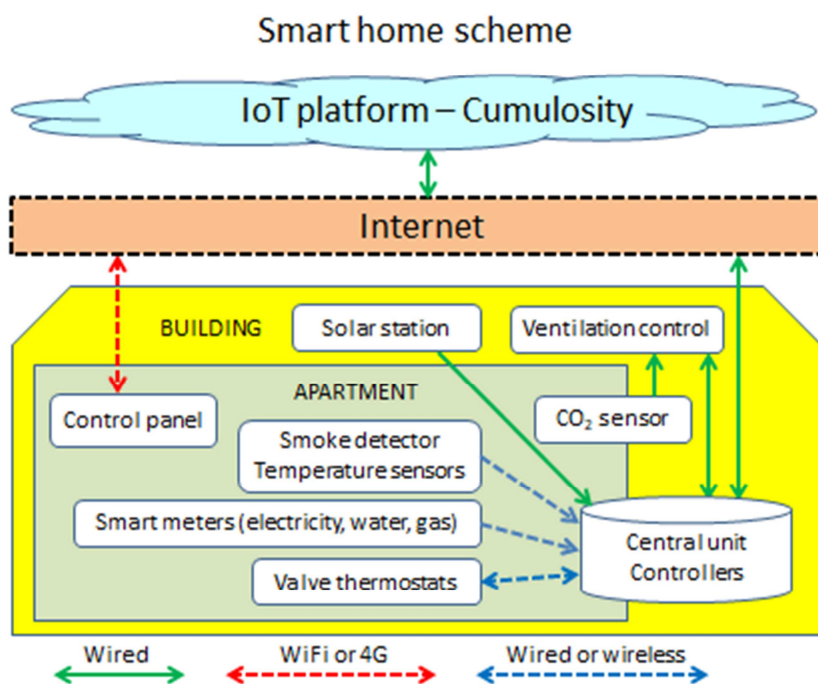 Smart home scheme
IoT platform – Cumulosity
Internet
BUILDING
Solar station
Ventilation control
APARTMENT
Control panel
CO₂ sensor
Smoke detector
Temperature sensors
Smart meters (electricity, water, gas)
Central unit
Controllers
Valve thermostats
Wired
WiFi or 4G
Wired or wireless